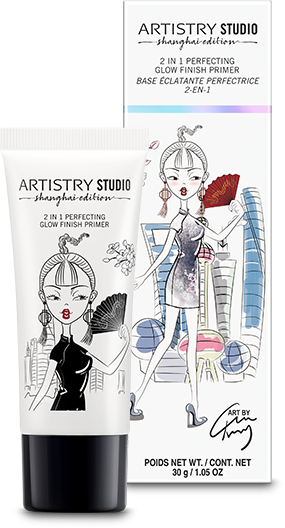 ARTISTRY STUDIO
shanghai edition
2 IN 1 PERFECTING
GLOW FINISH PRIMER
BASE ÉCLATANTE PERFECTRICE
2-EN-1
ART BY
POIDS NET WT. / CONT. NET
30 g / 1.05 OZ
ARTISTRY STUDIO
shanghai edition
2 IN 1 PERFECTING
GLOW FINISH PRIMER